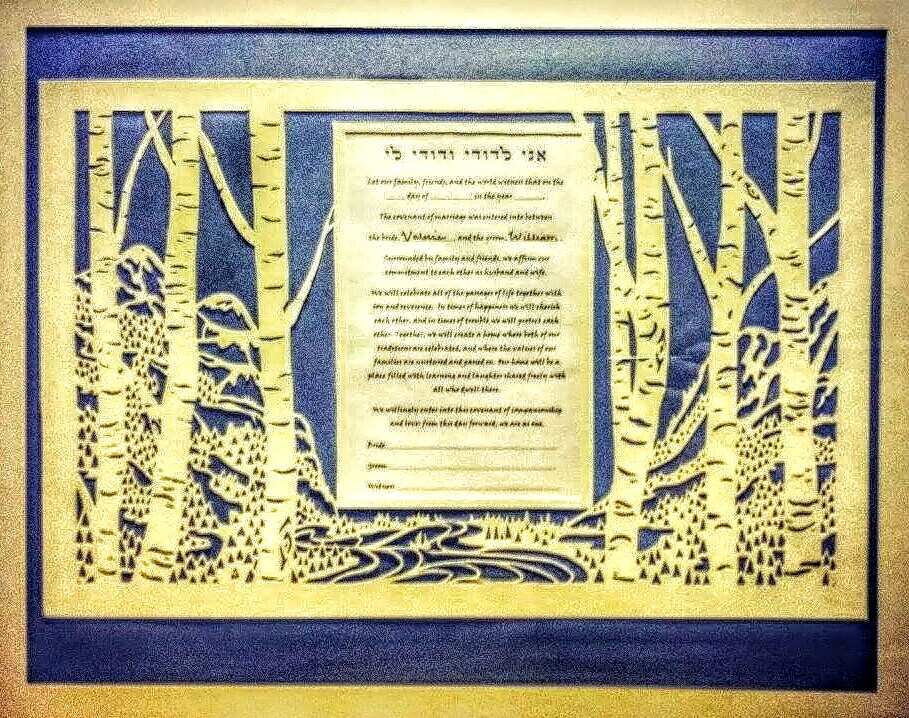 אני לדודי ודודי לי
Let our family, friends, and the world witness that on the
____ day of ________ in the year ______.
The covenant of marriage was entered into between
the bride, Valerie, and the groom, William.
Surrounded by family and friends, we affirm our
commitment to each other as husband and wife.
We will celebrate all of the passages of life together with
joy and reverence. In times of happiness we will cherish
each other, and in times of trouble we will protect each
other. Together, we will create a home where both of our
traditions are celebrated, and where the values of our
families are nurtured and passed on. Our home will be a
place filled with learning and laughter shared freely with
all who dwell there.
We willingly enter into this covenant of companionship
and love from this day forward, we are as one.
Bride
groom
Witness